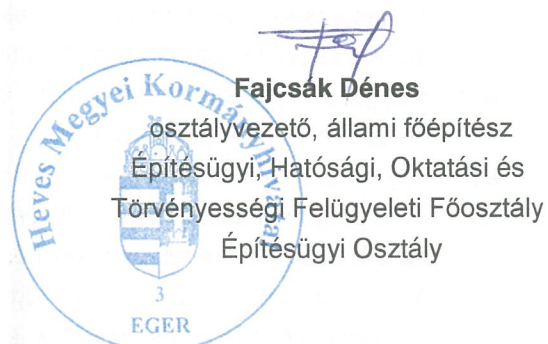 Fajcsák Dénes
osztályvezető, állami főépítész
Építésügyi, Hatósági, Oktatási és
Törvényességi Felügyeleti Főosztály
Építésügyi Osztály
Heves Megyei Kormányhivatal
3
EGER